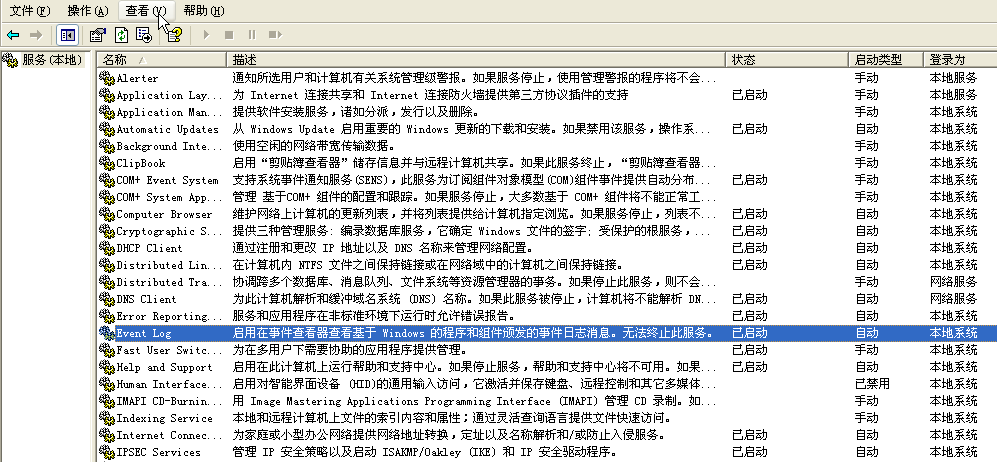 文件(F) 操作(A) 查看(V) 帮助(H)
服务(本地)
名称 描述 状态 启动类型 登录为
Alerter 通知所选用户和计算机有关系统管理级警报。如果服务停止，使用管理警报的程序将不会... 手动 本地服务
Application Lay... 为 Internet 连接共享和 Internet 连接防火墙提供第三方协议插件的支持 已启动 手动 本地服务
Application Man... 提供软件安装服务，诸如分派，发行以及删除。 手动 本地系统
Automatic Updates 从 Windows Update 启用重要的 Windows 更新的下载和安装。如果禁用该服务，操作系... 已启动 自动 本地系统
Background Inte... 使用空闲的网络带宽传输数据。 手动 本地系统
ClipBook 启用“剪贴簿查看器”储存信息并与远程计算机共享。如果此服务终止，“剪贴簿查看器... 手动 本地系统
COM+ Event System 支持系统事件通知服务(SENS)，此服务为订阅组件对象模型(COM)组件事件提供自动分布... 已启动 手动 本地系统
COM+ System App... 管理 基于COM+ 组件的配置和跟踪。如果服务停止，大多数基于 COM+ 组件将不能正常工... 手动 本地系统
Computer Browser 维护网络上计算机的更新列表，并将列表提供给计算机指定浏览。如果服务停止，列表不... 已启动 自动 本地系统
Cryptographic S... 提供三种管理服务: 编录数据库服务，它确定 Windows 文件的签字; 受保护的根服务，... 已启动 自动 本地系统
DHCP Client 通过注册和更改 IP 地址以及 DNS 名称来管理网络配置。 已启动 自动 本地系统
Distributed Lin... 在计算机内 NTFS 文件之间保持链接或在网络域中的计算机之间保持链接。 已启动 自动 本地系统
Distributed Tra... 协调跨多个数据库、消息队列、文件系统等资源管理器的事务。如果停止此服务，则不会... 手动 网络服务
DNS Client 为此计算机解析和缓冲域名系统 (DNS) 名称。如果此服务被停止，计算机将不能解析 DN... 已启动 自动 网络服务
Error Reporting... 服务和应用程序在非标准环境下运行时允许错误报告。 已启动 自动 本地系统
Event Log 启用在事件查看器查看基于 Windows 的程序和组件颁发的事件日志消息。无法终止此服务。 已启动 自动 本地系统
Fast User Switc... 为在多用户下需要协助的应用程序提供管理。 手动 本地系统
Help and Support 启用在此计算机上运行帮助和支持中心。如果停止服务，帮助和支持中心将不可用。如果... 已启动 自动 本地系统
Human Interface... 启用对智能界面设备 (HID)的通用输入访问，它激活并保存键盘、远程控制和其它多媒体... 已禁用 本地系统
IMAPI CD-Burnin... 用 Image Mastering Applications Programming Interface (IMAPI) 管理 CD 录制。如... 手动 本地系统
Indexing Service 本地和远程计算机上文件的索引内容和属性；通过灵活查询语言提供文件快速访问。 手动 本地系统
Internet Connec... 为家庭或小型办公网络提供网络地址转换，定址以及名称解析和/或防止入侵服务。 已启动 自动 本地系统
IPSEC Services 管理 IP 安全策略以及启动 ISAKMP/Oakley (IKE) 和 IP 安全驱动程序。 已启动 自动 本地系统